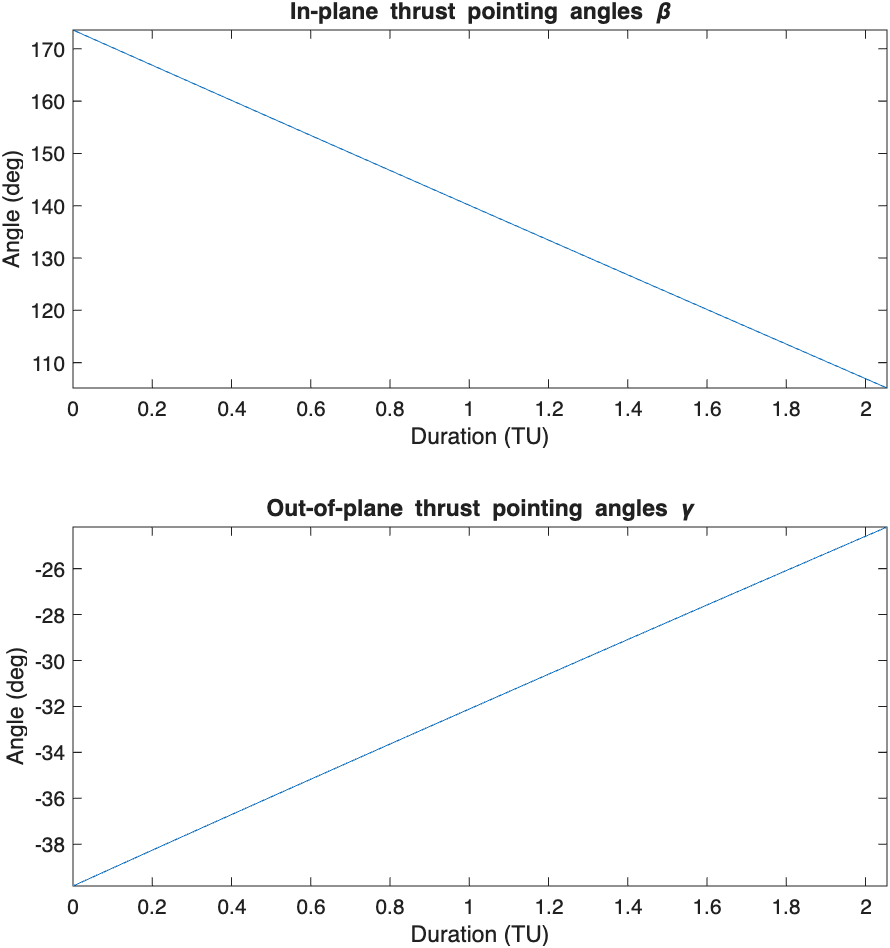 In-plane thrust pointing angles β
170
160
150
140
130
120
110
Angle (deg)
0 0.2 0.4 0.6 0.8 1 1.2 1.4 1.6 1.8 2
Duration (TU)
Out-of-plane thrust pointing angles γ
-26
-28
-30
-32
-34
-36
-38
Angle (deg)
0 0.2 0.4 0.6 0.8 1 1.2 1.4 1.6 1.8 2
Duration (TU)